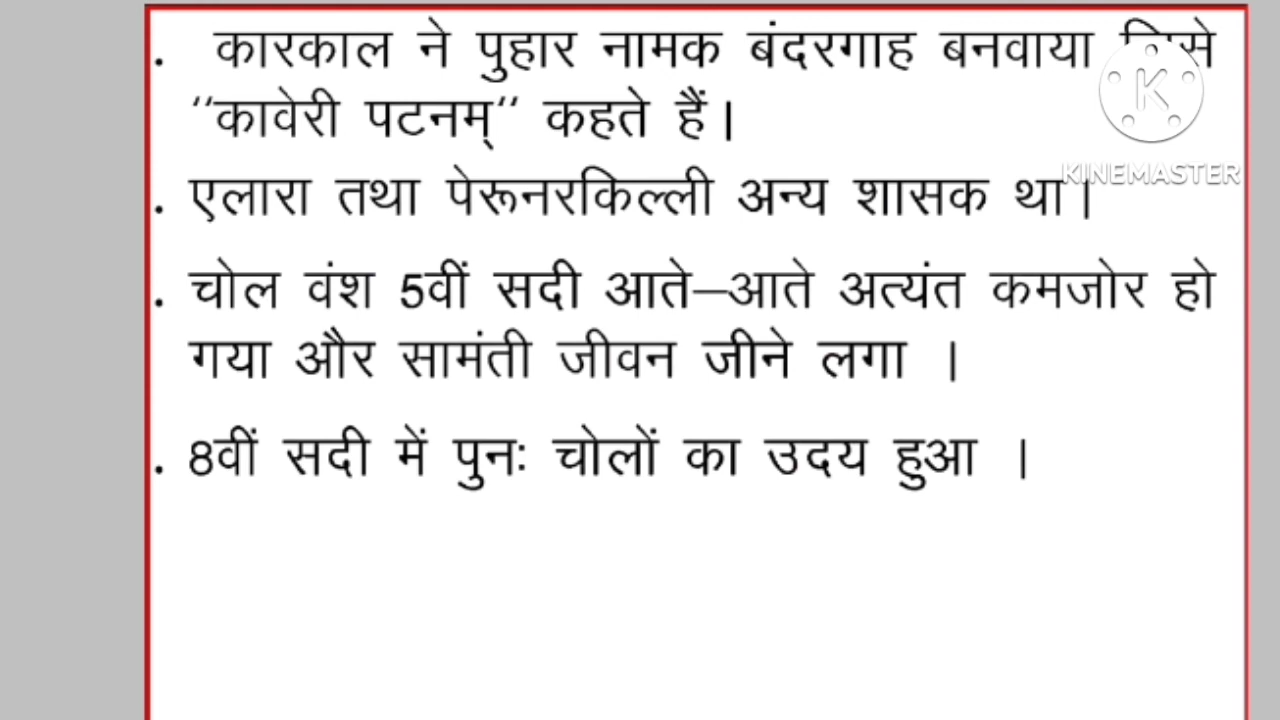 . कारकाल ने पुहार नामक बंदरगाह बनवाया जिसे
"कावेरी पटनम्" कहते हैं।
. एलारा तथा पेरूनरकिल्ली अन्य शासक था।
. चोल वंश 5वीं सदी आते–आते अत्यंत कमजोर हो
गया और सामंती जीवन जीने लगा ।
. 8वीं सदी में पुनः चोलों का उदय हुआ ।
K
KINEMASTER